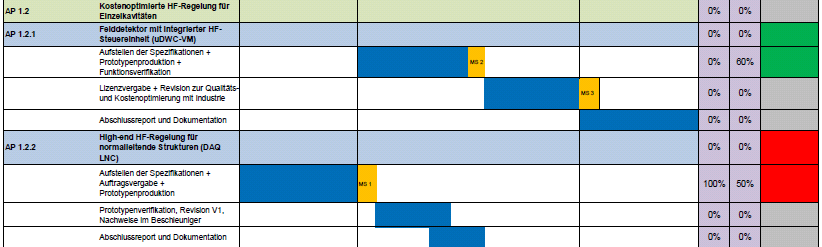 AP 1.2 Kostenoptimierte HF-Regelung für
Einzelkavitäten 0% 0%
AP 1.2.1 Felddetektor mit integrierter HF-
Steuereinheit (uDWC-VM) 0% 0%
Aufstellen der Spezifikationen +
Prototypenproduktion +
Funktionsverifikation MS 2 0% 60%
Lizenzvergabe + Revision zur Qualitäts-
und Kostenoptimierung mit Industrie MS 3 0% 0%
Abschlussreport und Dokumentation 0% 0%
AP 1.2.2 High-end HF-Regelung für
normalleitende Strukturen (DAQ
LNC) 0% 0%
Aufstellen der Spezifikationen +
Auftragsvergabe +
Prototypenproduktion MS 1 100% 50%
Prototypenverifikation, Revision V1,
Nachweise im Beschleuniger 0% 0%
Abschlussreport und Dokumentation 0% 0%